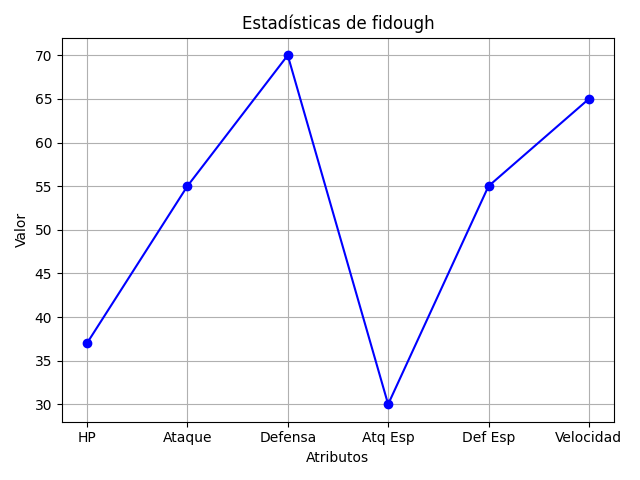 Estadísticas de fidough
Valor
70
65
60
55
50
45
40
35
30
HP Ataque Defensa Atq Esp Def Esp Velocidad
Atributos